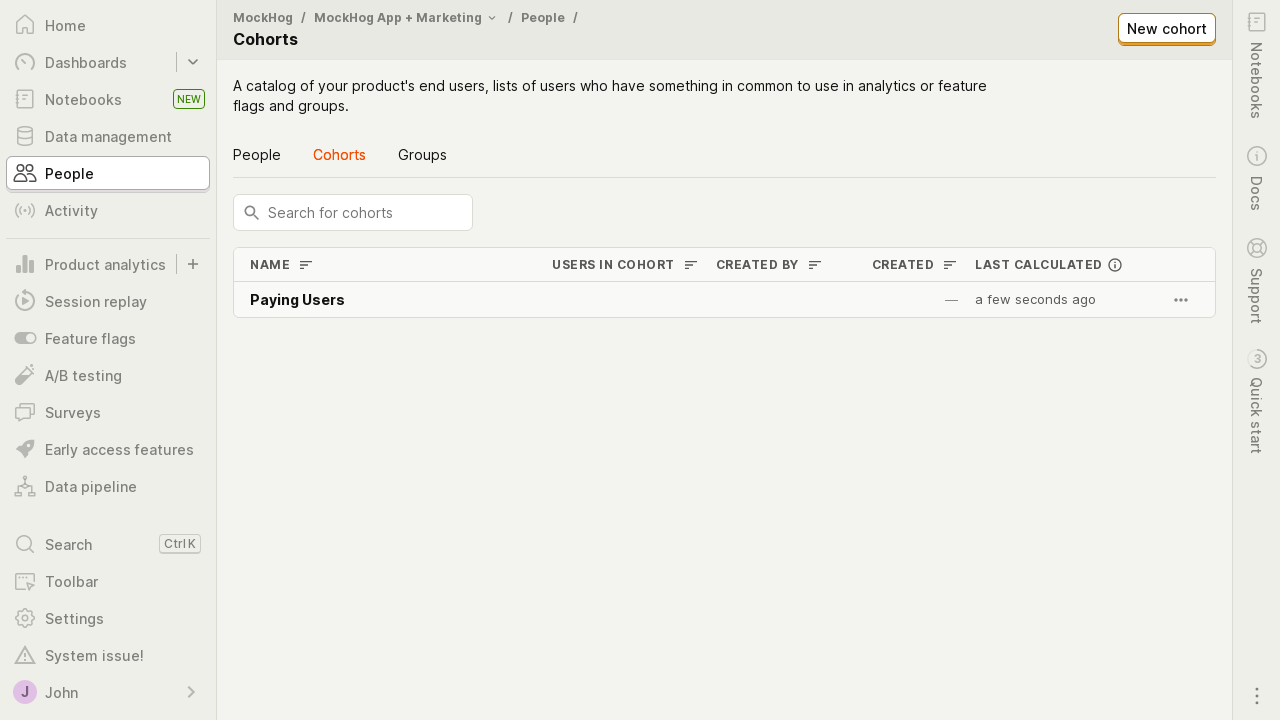 Home
Dashboards
Notebooks NEW
Data management
People
Activity
Product analytics
Session replay
Feature flags
A/B testing
Surveys
Early access features
Data pipeline
Search Ctrl K
Toolbar
Settings
System issue!
J John
MockHog / MockHog App + Marketing / People /
Cohorts
New cohort
A catalog of your product's end users, lists of users who have something in common to use in analytics or feature
flags and groups.
People Cohorts Groups
Search for cohorts
NAME USERS IN COHORT CREATED BY CREATED LAST CALCULATED
Paying Users — a few seconds ago
Notebooks
Docs
Support
3 Quick start